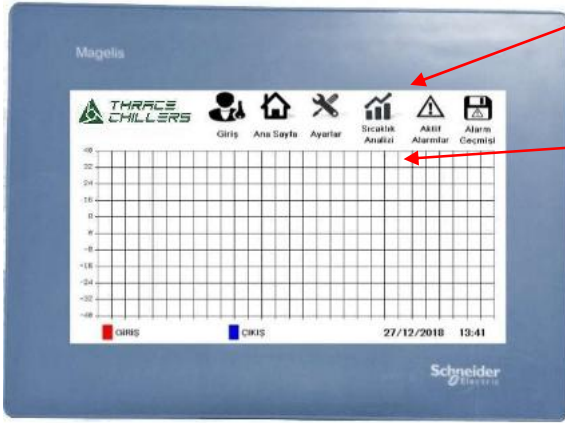 Magelis
THRACE
CHILLERS
Giriş Ana Sayfa Ayarlar Sıcaklık Analizi Aktif Alarmlar Alarm Geçmişi
40
32
24
16
8
0
-8
-16
-24
-32
-40
GİRİŞ ÇIKIŞ 27/12/2018 13:41
Schneider
Electric